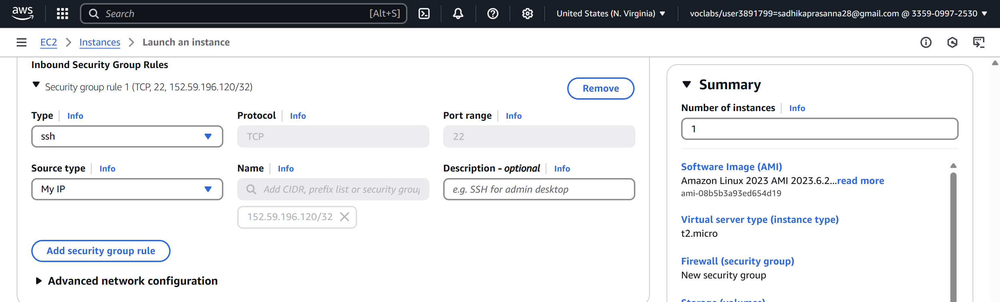 aws
Search [Alt+S]
United States (N. Virginia)
voclabs/user3891799=sadhikaprasanna28@gmail.com @ 3359-0997-2530
EC2 > Instances > Launch an instance
Inbound Security Group Rules
Security group rule 1 (TCP, 22, 152.59.196.120/32)
Remove
Type Info
Protocol Info
Port range Info
ssh
TCP
22
Source type Info
Name Info
Description - optional Info
My IP
Add CIDR, prefix list or security group
e.g. SSH for admin desktop
152.59.196.120/32
Add security group rule
Advanced network configuration
Summary
Number of instances Info
1
Software Image (AMI)
Amazon Linux 2023 AMI 2023.6.2...read more
ami-08b5b3a93ed654d19
Virtual server type (instance type)
t2.micro
Firewall (security group)
New security group
Storage (volumes)